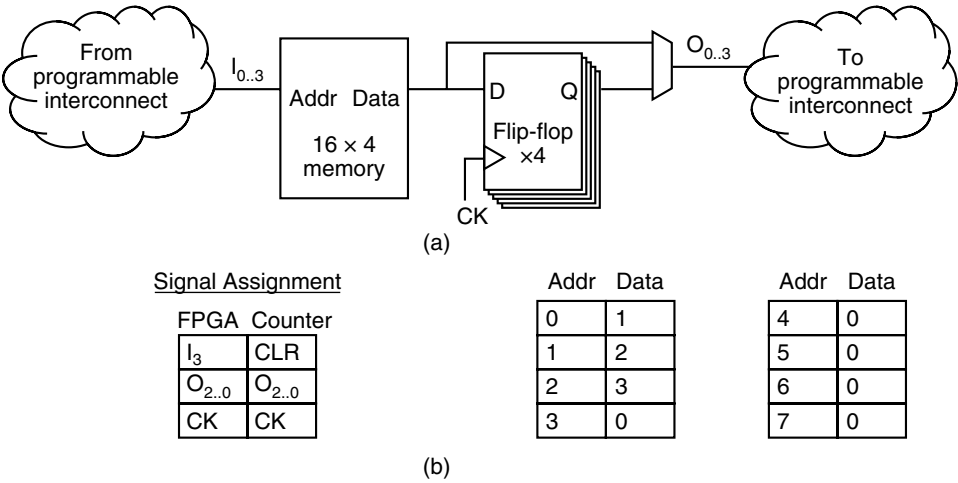 From
programmable
interconnect
I0..3
Addr Data
16 × 4
memory
D Q
Flip-flop
×4
CK
O0..3
To
programmable
interconnect
(a)
Signal Assignment
FPGA Counter
I3 CLR
O2..0 O2..0
CK CK
Addr Data
0 1
1 2
2 3
3 0
Addr Data
4 0
5 0
6 0
7 0
(b)